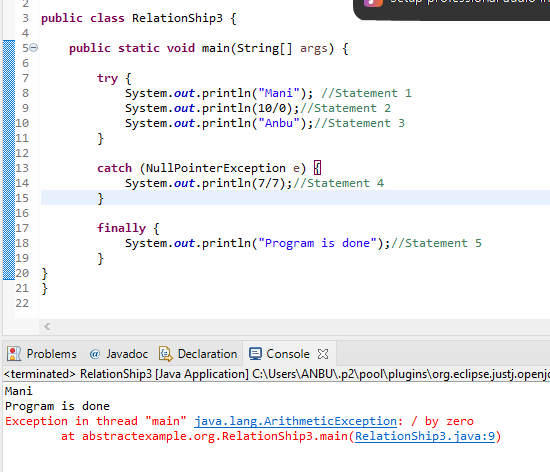 Setup professional audio in
2
3 public class RelationShip3 {
4
5 public static void main(String[] args) {
6
7 try {
8 System.out.println("Mani"); //Statement 1
9 System.out.println(10/0);//Statement 2
10 System.out.println("Anbu");//Statement 3
11 }
12
13 catch (NullPointerException e) {
14 System.out.println(7/7);//Statement 4
15 }
16
17 finally {
18 System.out.println("Program is done");//Statement 5
19 }
20 }
21 }
22
Problems @ Javadoc Declaration Console
<terminated> RelationShip3 [Java Application] C:\Users\ANBU\.p2\pool\plugins\org.eclipse.justj.openjd
Mani
Program is done
Exception in thread "main" java.lang.ArithmeticException: / by zero
at abstractexample.org.RelationShip3.main(RelationShip3.java:9)